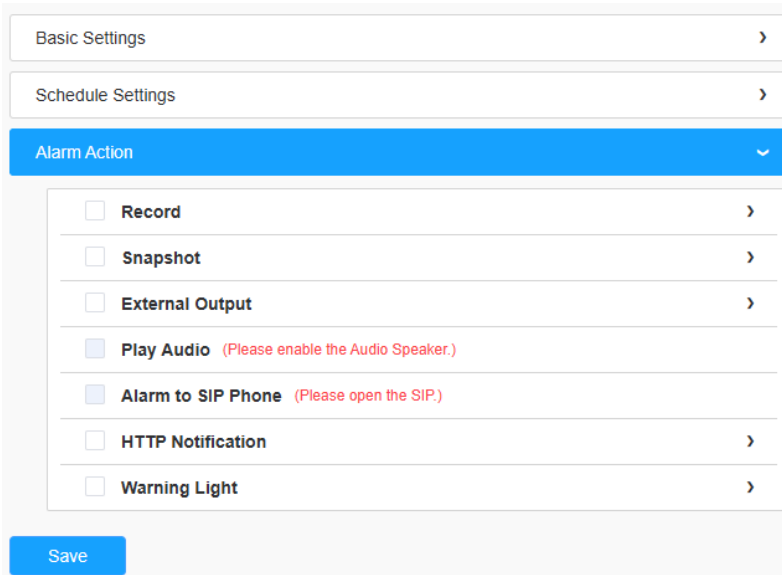 Basic Settings
Schedule Settings
Alarm Action
Record
Snapshot
External Output
Play Audio (Please enable the Audio Speaker.)
Alarm to SIP Phone (Please open the SIP.)
HTTP Notification
Warning Light
Save